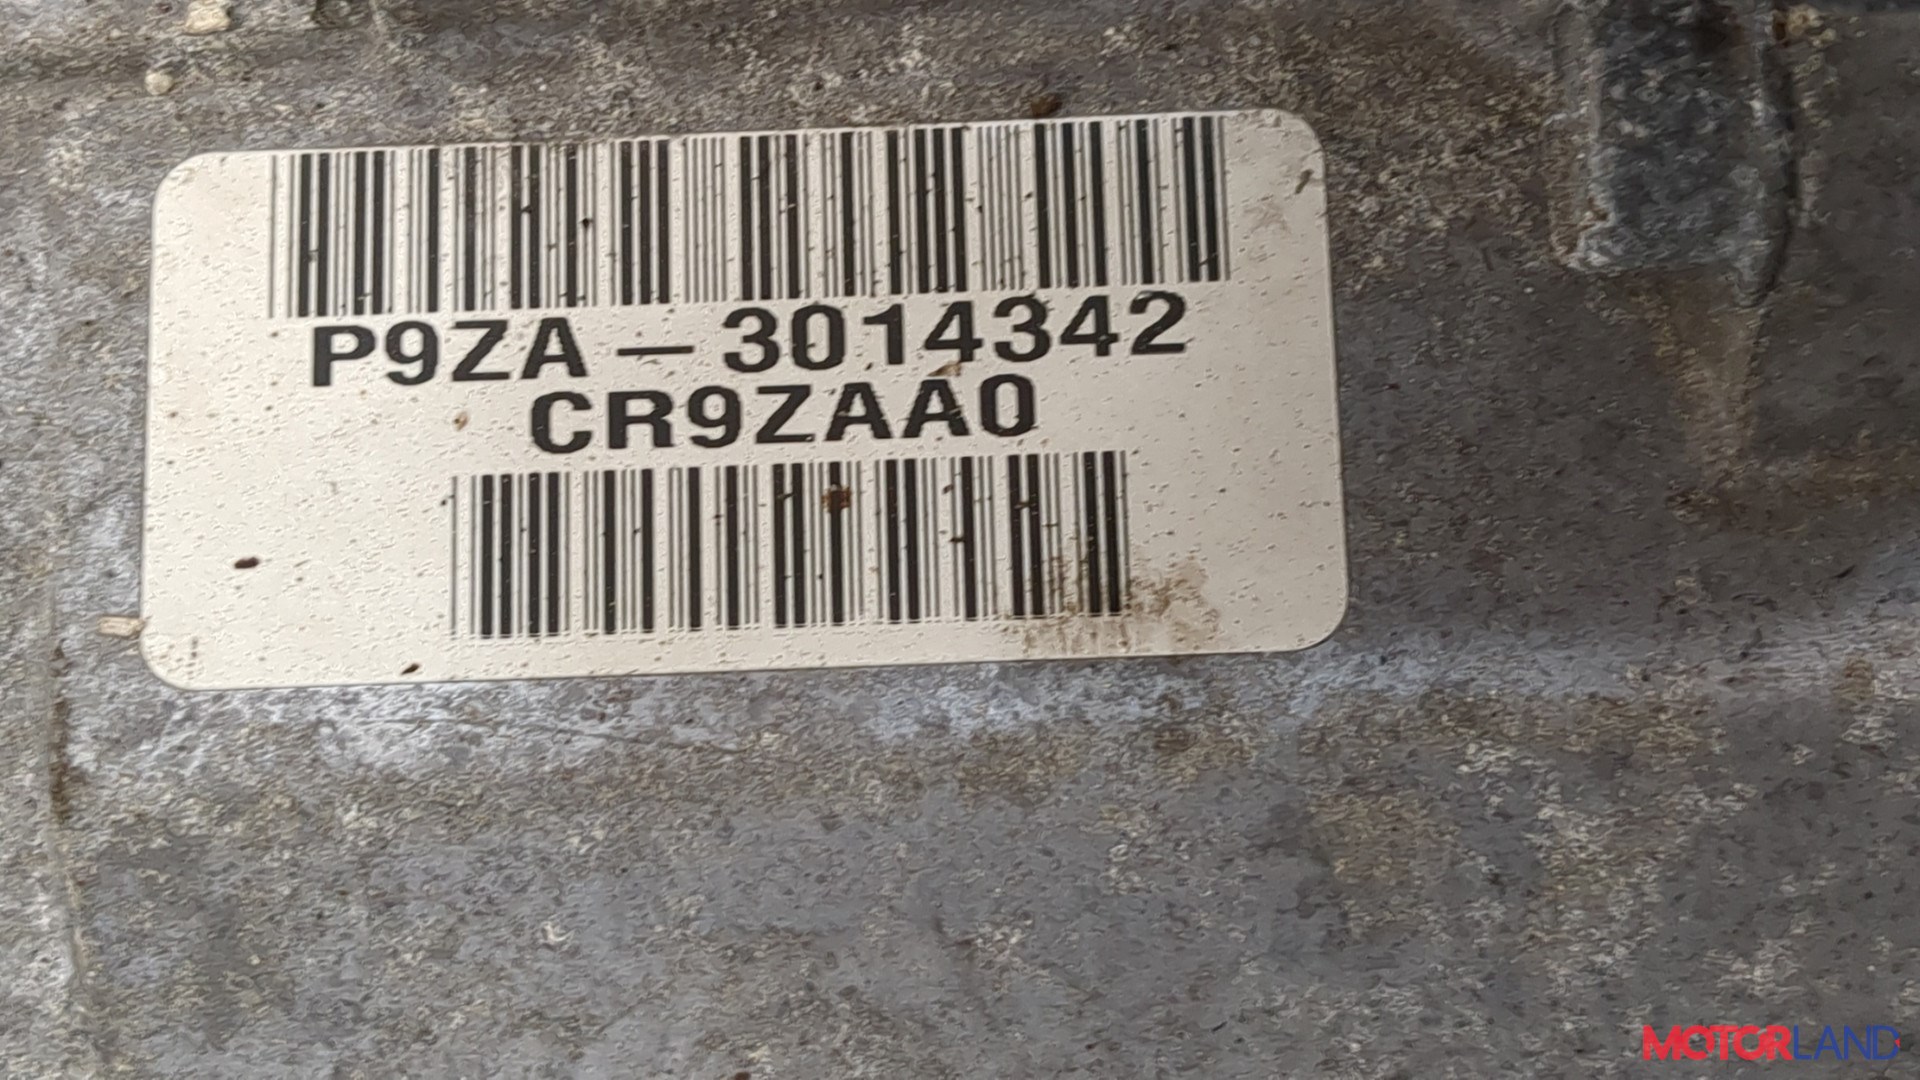 P9ZA – 3014342
CR9ZAA0
MOTORLAND